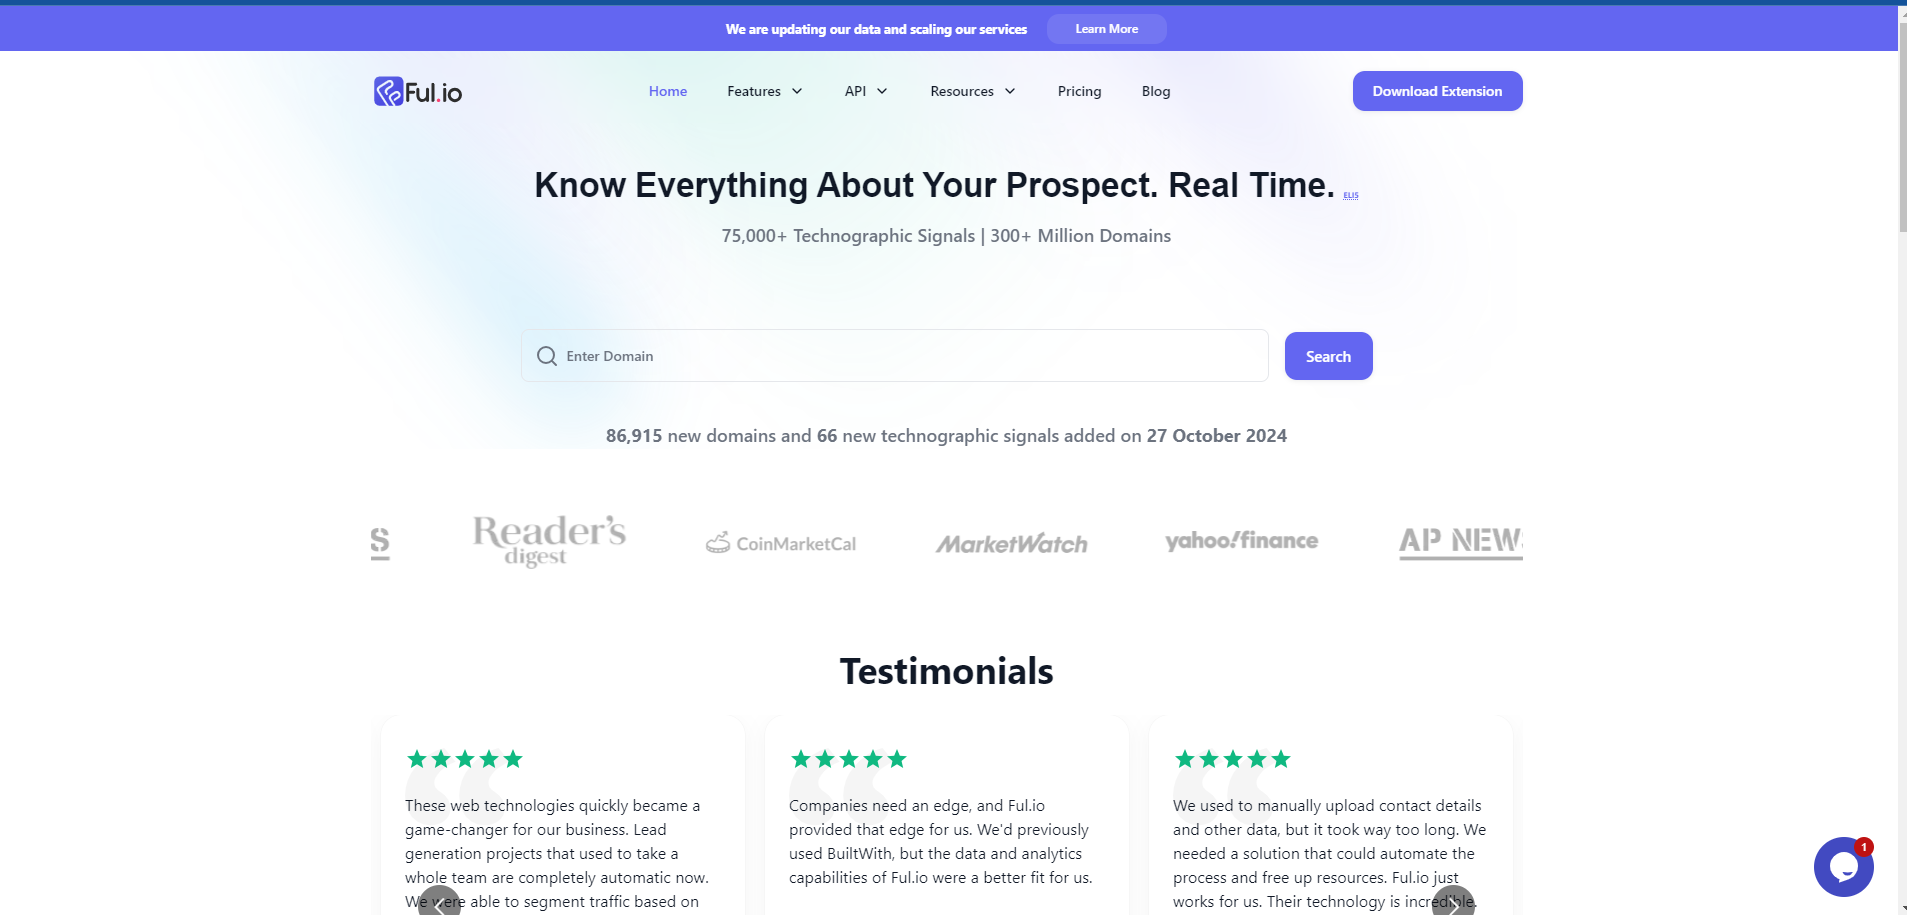 We are updating our data and scaling our services Learn More
Ful.io Home Features API Resources Pricing Blog Download Extension
Know Everything About Your Prospect. Real Time. ELI5
75,000+ Technographic Signals | 300+ Million Domains
Enter Domain Search
86,915 new domains and 66 new technographic signals added on 27 October 2024
S Reader's digest CoinMarketCal MarketWatch yahoo!finance AP NEWS
Testimonials
These web technologies quickly became a
game-changer for our business. Lead
generation projects that used to take a
whole team are completely automatic now.
We were able to segment traffic based on
Companies need an edge, and Ful.io
provided that edge for us. We'd previously
used BuiltWith, but the data and analytics
capabilities of Ful.io were a better fit for us.
We used to manually upload contact details
and other data, but it took way too long. We
needed a solution that could automate the
process and free up resources. Ful.io just
works for us. Their technology is incredible.
1